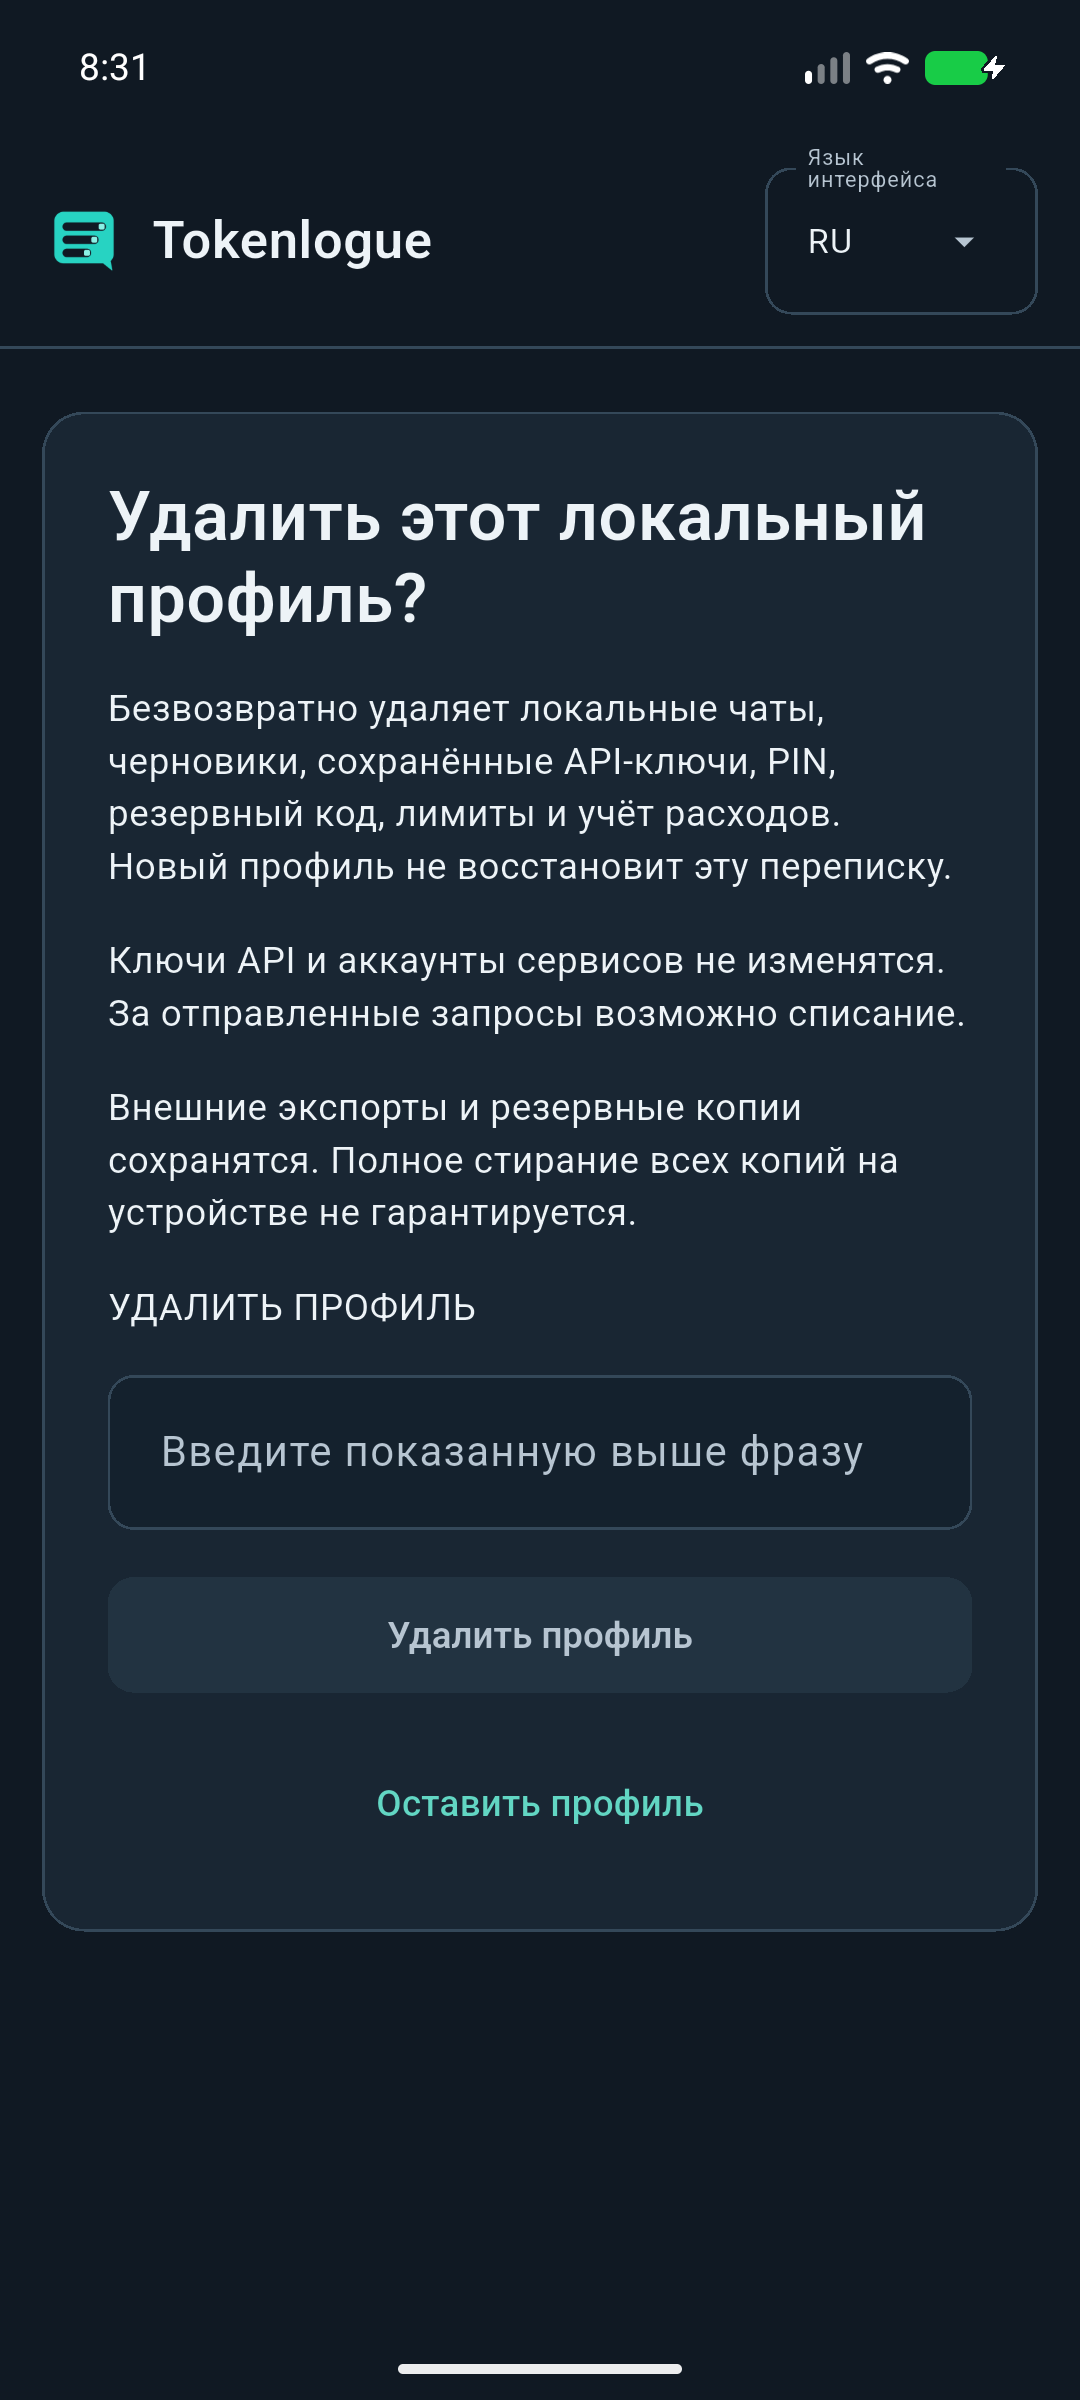 8:31
Tokenlogue
Язык
интерфейса
RU
Удалить этот локальный
профиль?
Безвозвратно удаляет локальные чаты,
черновики, сохранённые API-ключи, PIN,
резервный код, лимиты и учёт расходов.
Новый профиль не восстановит эту переписку.
Ключи API и аккаунты сервисов не изменятся.
За отправленные запросы возможно списание.
Внешние экспорты и резервные копии
сохранятся. Полное стирание всех копий на
устройстве не гарантируется.
УДАЛИТЬ ПРОФИЛЬ
Введите показанную выше фразу
Удалить профиль
Оставить профиль